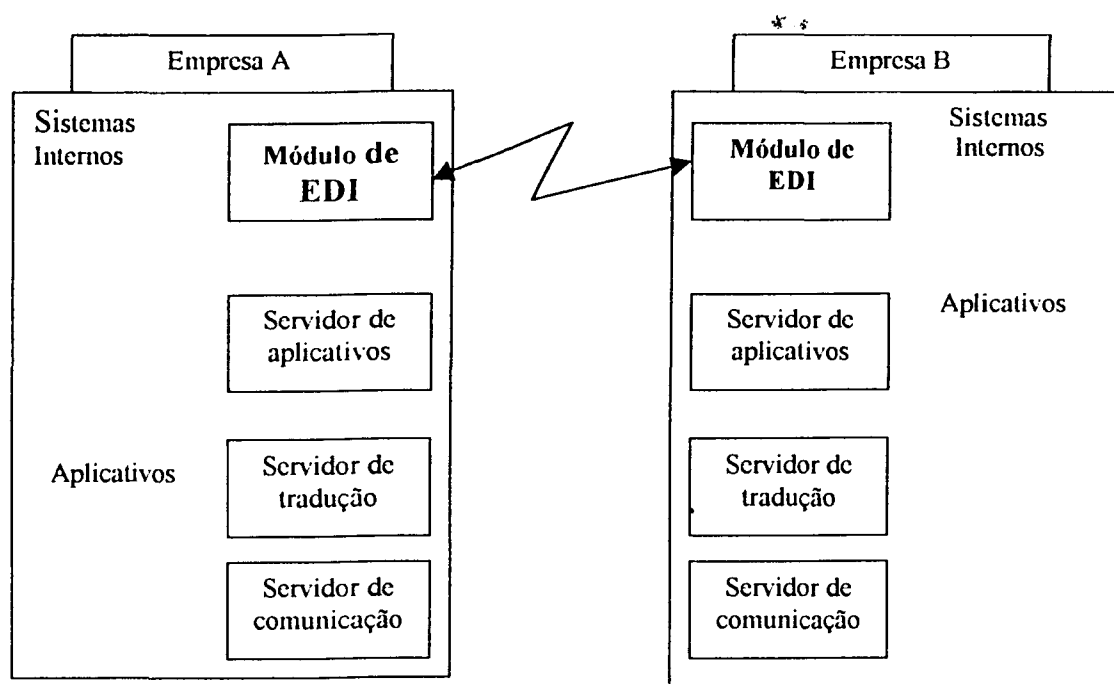 Empresa A
Sistemas
Internos
Módulo de
EDI
Servidor de
aplicativos
Aplicativos
Servidor de
tradução
Servidor de
comunicação
Empresa B
Módulo de
EDI
Sistemas
Internos
Servidor de
aplicativos
Aplicativos
Servidor de
tradução
Servidor de
comunicação